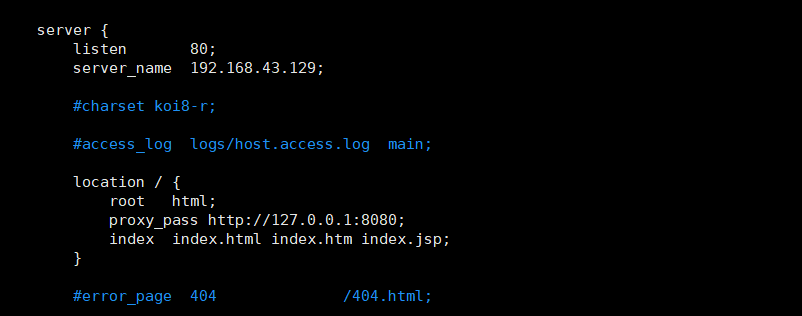 server {
    listen       80;
    server_name  192.168.43.129;
    #charset koi8-r;
    #access_log  logs/host.access.log  main;
    location / {
        root   html;
        proxy_pass http://127.0.0.1:8080;
        index  index.html index.htm index.jsp;
    }
    #error_page  404              /404.html;